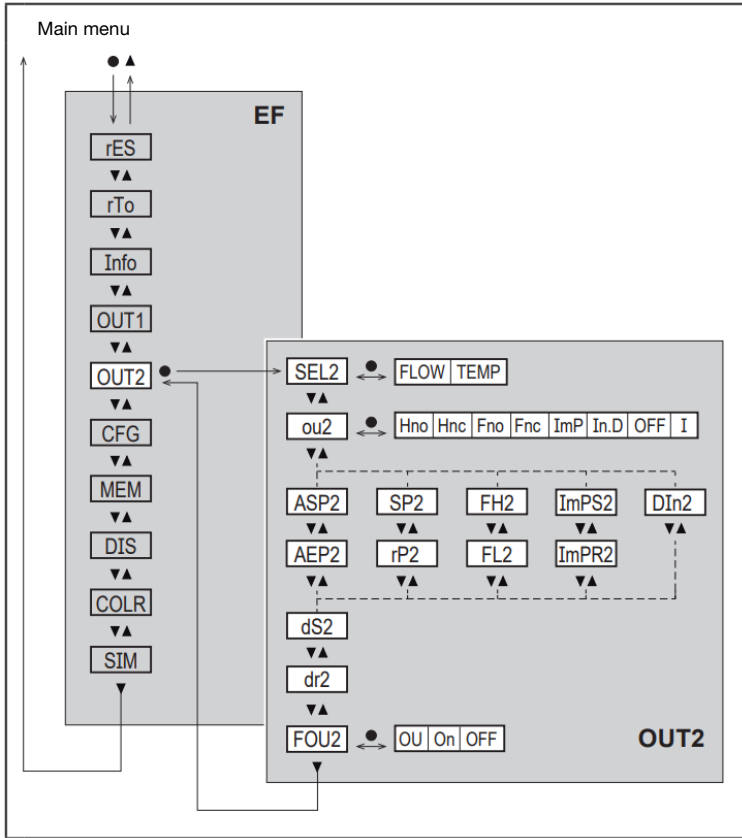 Main menu
EF
rES
rTo
Info
OUT1
OUT2
CFG
MEM
DIS
COLR
SIM
SEL2 FLOW TEMP
ou2 Hno Hnc Fno Fnc ImP In.D OFF I
ASP2 SP2 FH2 ImPS2 DIn2
AEP2 rP2 FL2 ImPR2
dS2
dr2
FOU2 OU On OFF
OUT2